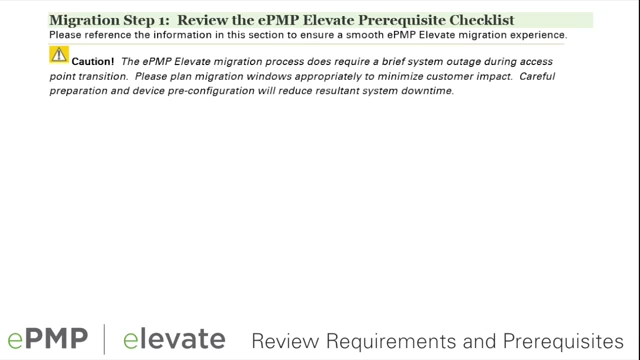 Migration Step 1: Review the ePMP Elevate Prerequisite Checklist
Please reference the information in this section to ensure a smooth ePMP Elevate migration experience.
Caution! The ePMP Elevate migration process does require a brief system outage during access
point transition. Please plan migration windows appropriately to minimize customer impact. Careful
preparation and device pre-configuration will reduce resultant system downtime.
ePMP | elevate Review Requirements and Prerequisites